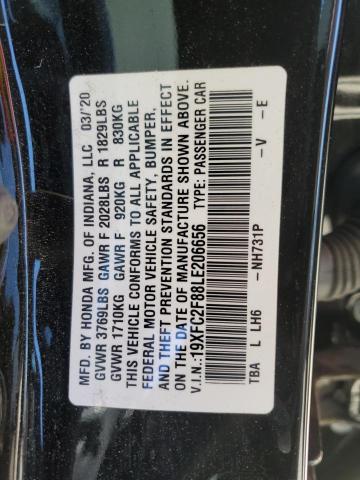 MFD. BY HONDA MFG. OF INDIANA, LLC 03/'20
GVWR 3769LBS GAWR F 2028LBS R 1829LBS
GVWR 1710KG GAWR F 920KG R 830KG
THIS VEHICLE CONFORMS TO ALL APPLICABLE
FEDERAL MOTOR VEHICLE SAFETY, BUMPER,
AND THEFT PREVENTION STANDARDS IN EFFECT
ON THE DATE OF MANUFACTURE SHOWN ABOVE.
V.I.N.:19XFC2F88LE206656 TYPE: PASSENGER CAR
TBA L LH6 -NH731P -V -E